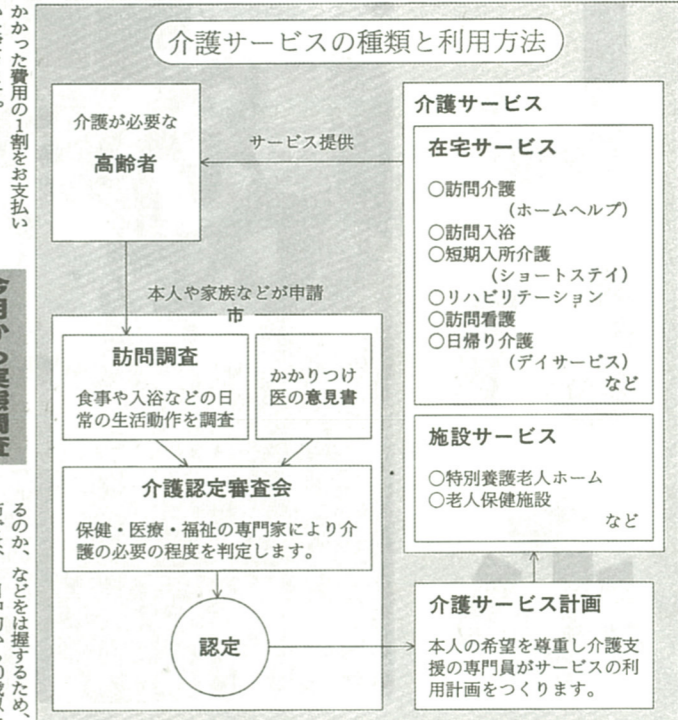 介護サービスの種類と利用方法
介護が必要な
高齢者
サービス提供
本人や家族などが申請
市
訪問調査
食事や入浴などの日
常の生活動作を調査
かかりつけ
医の意見書
介護認定審査会
保健・医療・福祉の専門家により介
護の必要の程度を判定します。
認定
介護サービス計画
本人の希望を尊重し介護支
援の専門員がサービスの利
用計画をつくります。
介護サービス
在宅サービス
○訪問介護
(ホームヘルプ)
○訪問入浴
○短期入所介護
(ショートステイ)
○リハビリテーション
○訪問看護
○日帰り介護
(デイサービス)
など
施設サービス
○特別養護老人ホーム
○老人保健施設
など
かかった費用の1割をお支払い
今月から実態調査
るのか、などをは握するため、